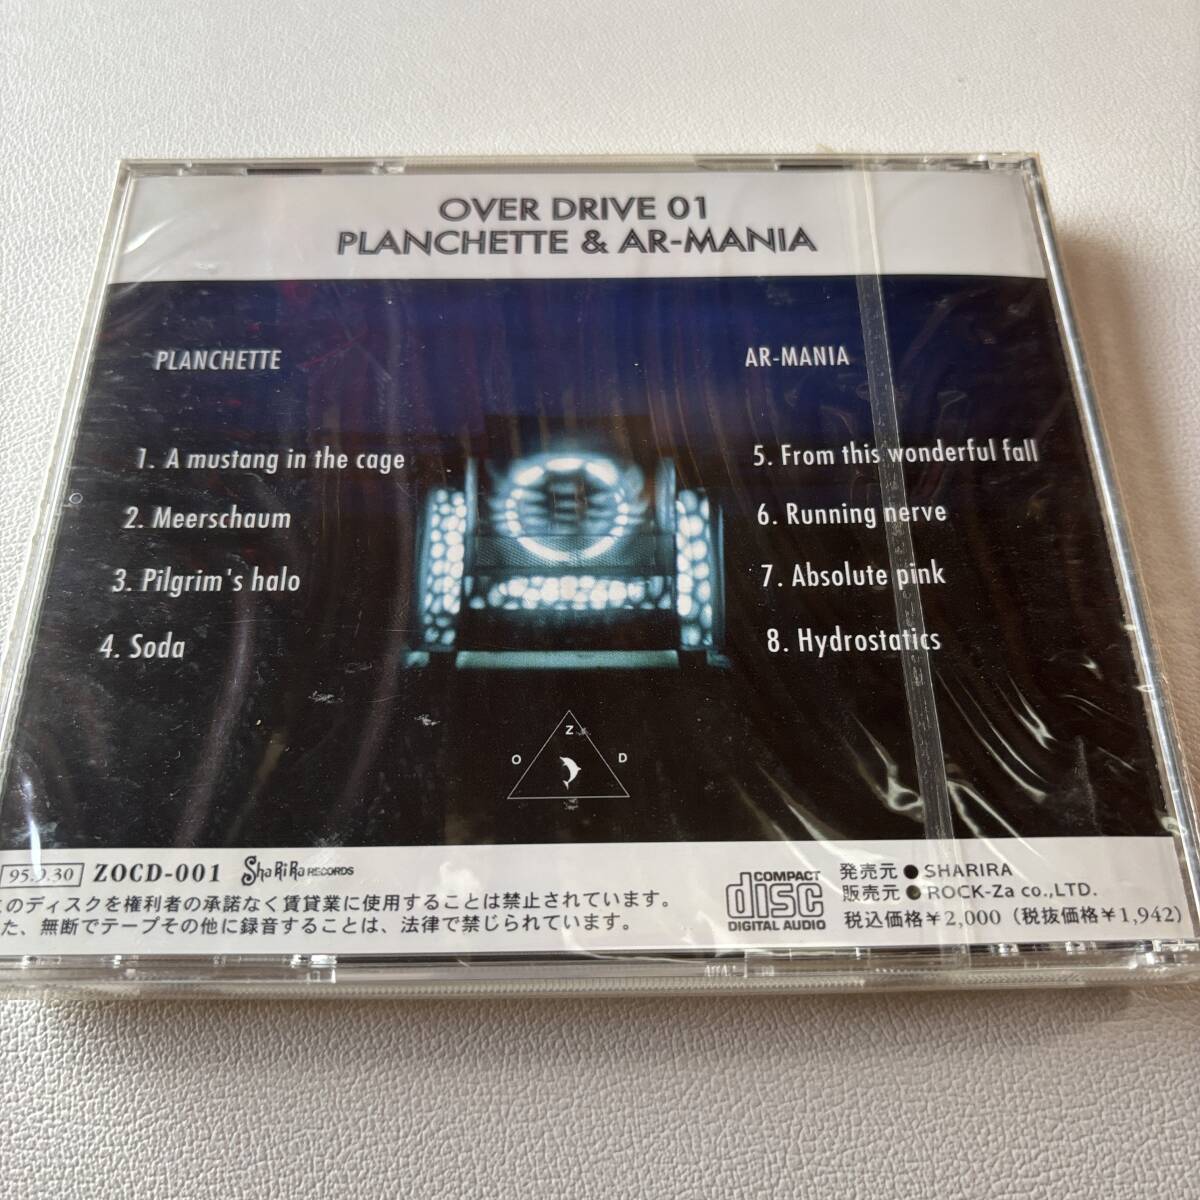 OVER DRIVE 01
PLANCHETTE & AR-MANIA
PLANCHETTE
1. A mustang in the cage
2. Meerschaum
3. Pilgrim's halo
4. Soda
AR-MANIA
5. From this wonderful fall
6. Running nerve
7. Absolute pink
8. Hydrostatics
Z
O D
95.9.30 ZOCD-001 ShaRiRa RECORDS
このディスクを権利者の承諾なく賃貸業に使用することは禁止されています。
た、無断でテープその他に録音することは、法律で禁じられています。
COMPACT
disc
DIGITAL AUDIO
発売元 ● SHARIRA
販売元 ● ROCK-Za co.,LTD.
税込価格¥2,000（税抜価格¥1,942）